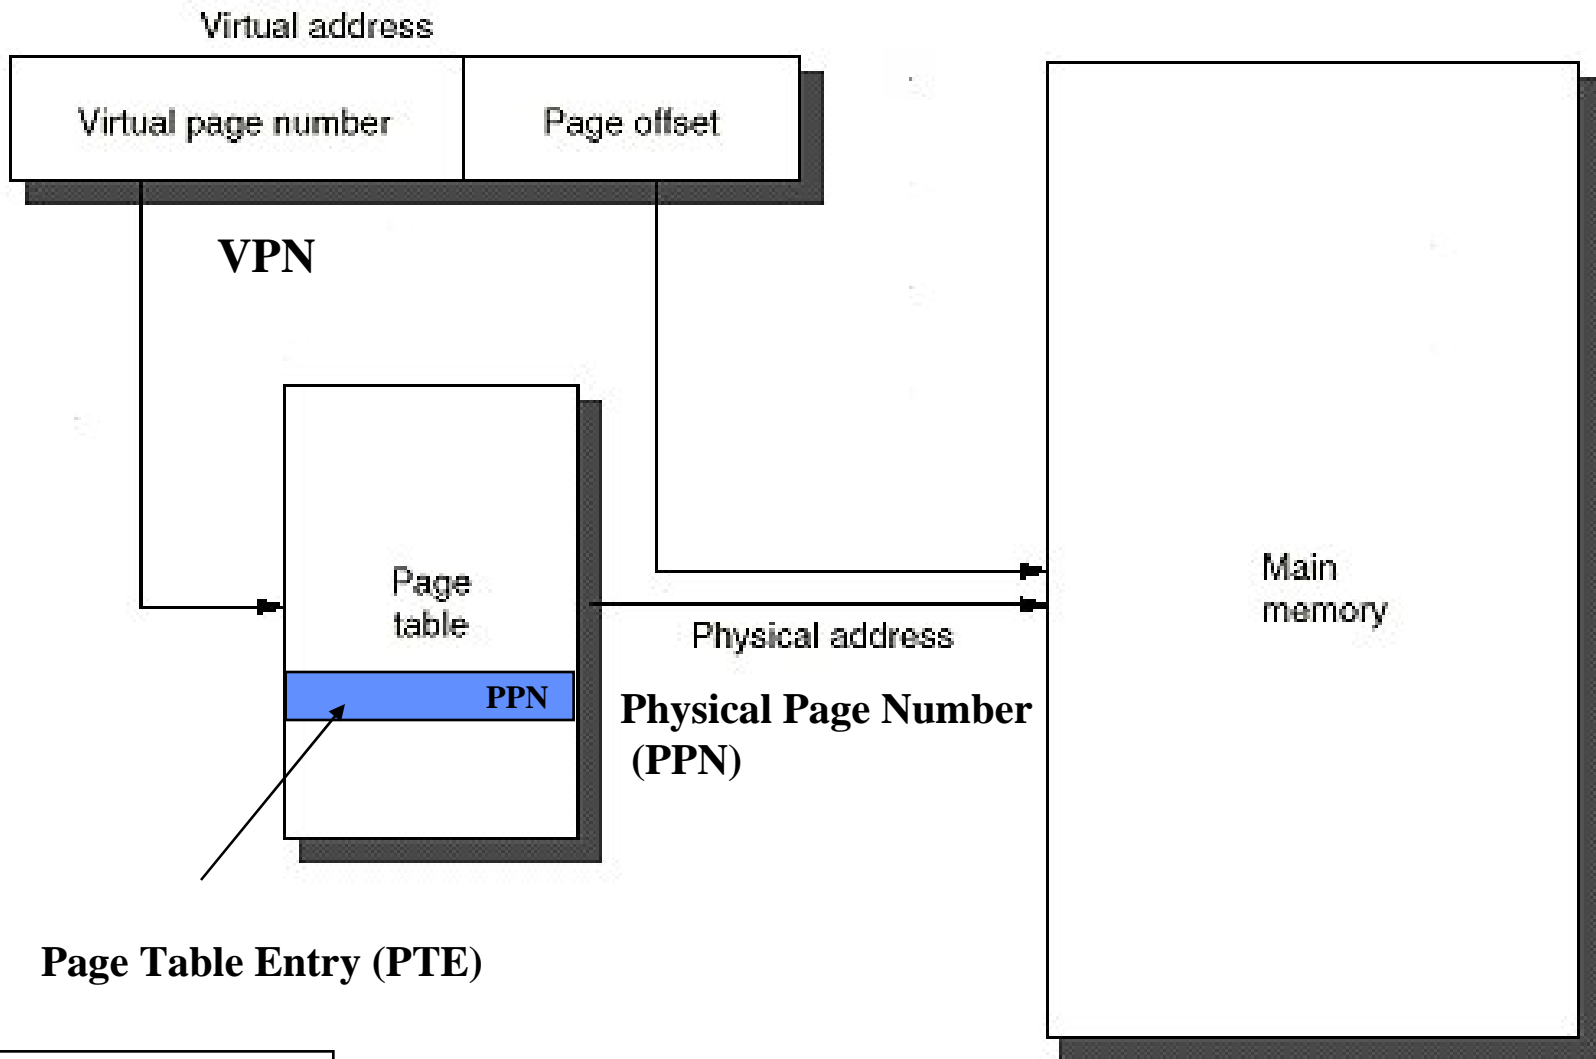 Virtual address
Virtual page number
Page offset
VPN
Page
table
PPN
Physical address
Physical Page Number
(PPN)
Main
memory
Page Table Entry (PTE)